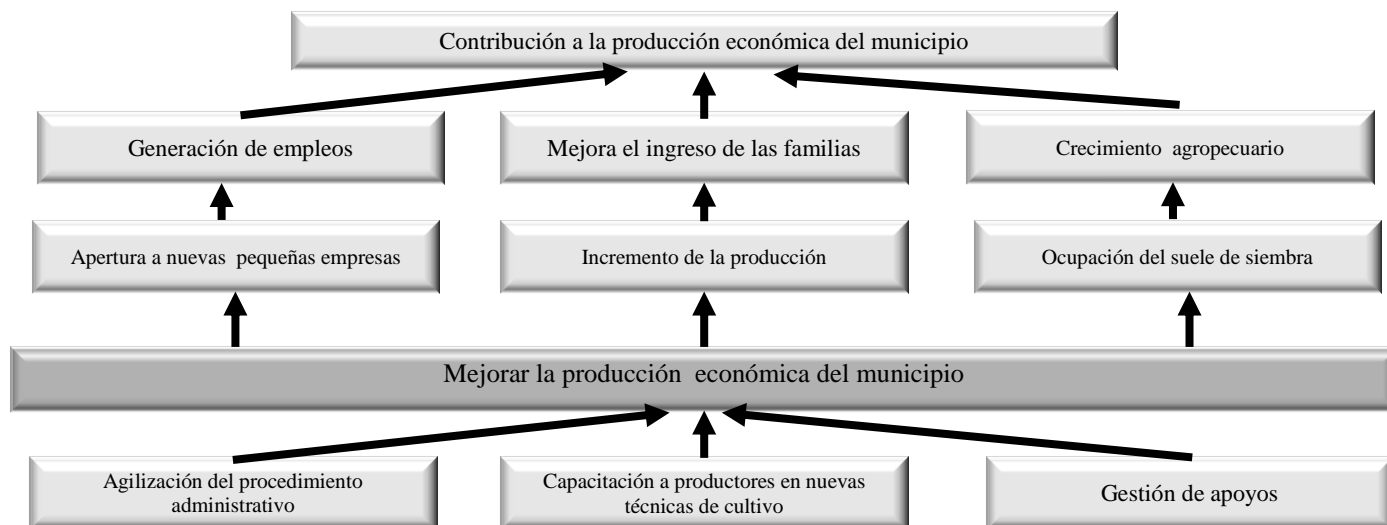 Contribución a la producción económica del municipio
Generación de empleos
Mejora el ingreso de las familias
Crecimiento agropecuario
Apertura a nuevas pequeñas empresas
Incremento de la producción
Ocupación del suele de siembra
Mejorar la producción económica del municipio
Agilización del procedimiento
administrativo
Capacitación a productores en nuevas
técnicas de cultivo
Gestión de apoyos